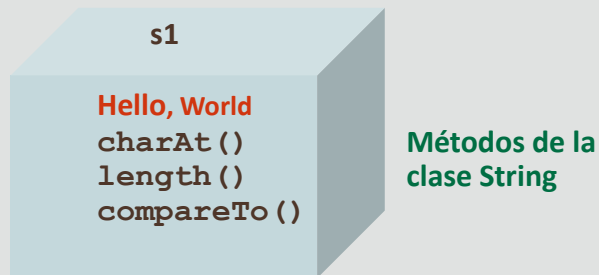 s1
Hello, World
charAt()
length()
compareTo()
Métodos de la
clase String